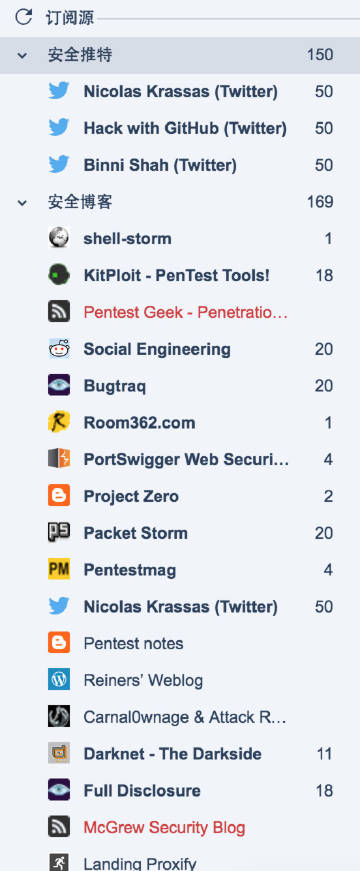 订阅源
安全推特 150
Nicolas Krassas (Twitter) 50
Hack with GitHub (Twitter) 50
Binni Shah (Twitter) 50
安全博客 169
shell-storm 1
KitPloit - PenTest Tools! 18
Pentest Geek - Penetratio…
Social Engineering 20
Bugtraq 20
Room362.com 1
PortSwigger Web Securi… 4
Project Zero 2
Packet Storm 20
PM Pentestmag 4
Nicolas Krassas (Twitter) 50
Pentest notes
Reiners’ Weblog
Carnal0wnage & Attack R…
Darknet - The Darkside 11
Full Disclosure 18
McGrew Security Blog
Landing Proxify